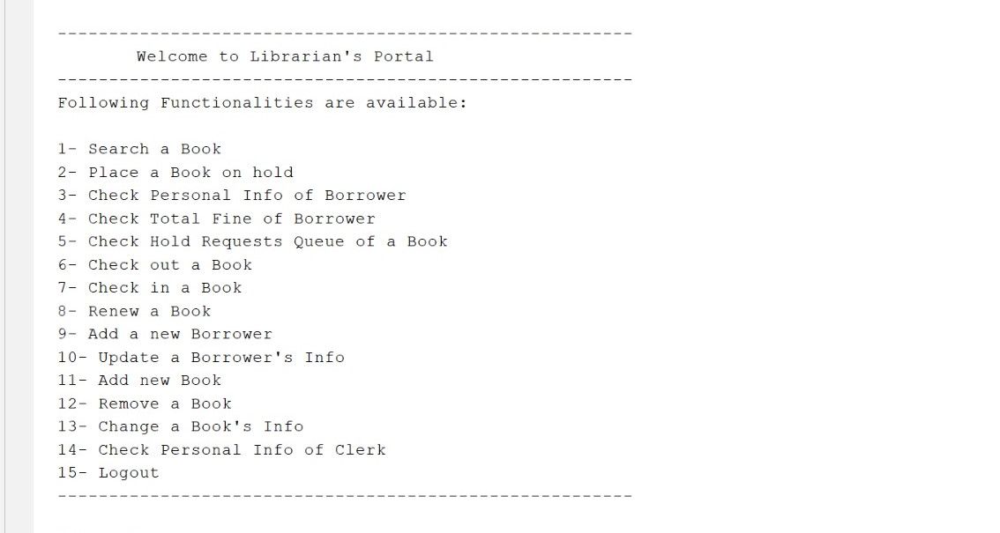 --------------------------------------------------------
Welcome to Librarian's Portal
--------------------------------------------------------
Following Functionalities are available:
1- Search a Book
2- Place a Book on hold
3- Check Personal Info of Borrower
4- Check Total Fine of Borrower
5- Check Hold Requests Queue of a Book
6- Check out a Book
7- Check in a Book
8- Renew a Book
9- Add a new Borrower
10- Update a Borrower's Info
11- Add new Book
12- Remove a Book
13- Change a Book's Info
14- Check Personal Info of Clerk
15- Logout
--------------------------------------------------------